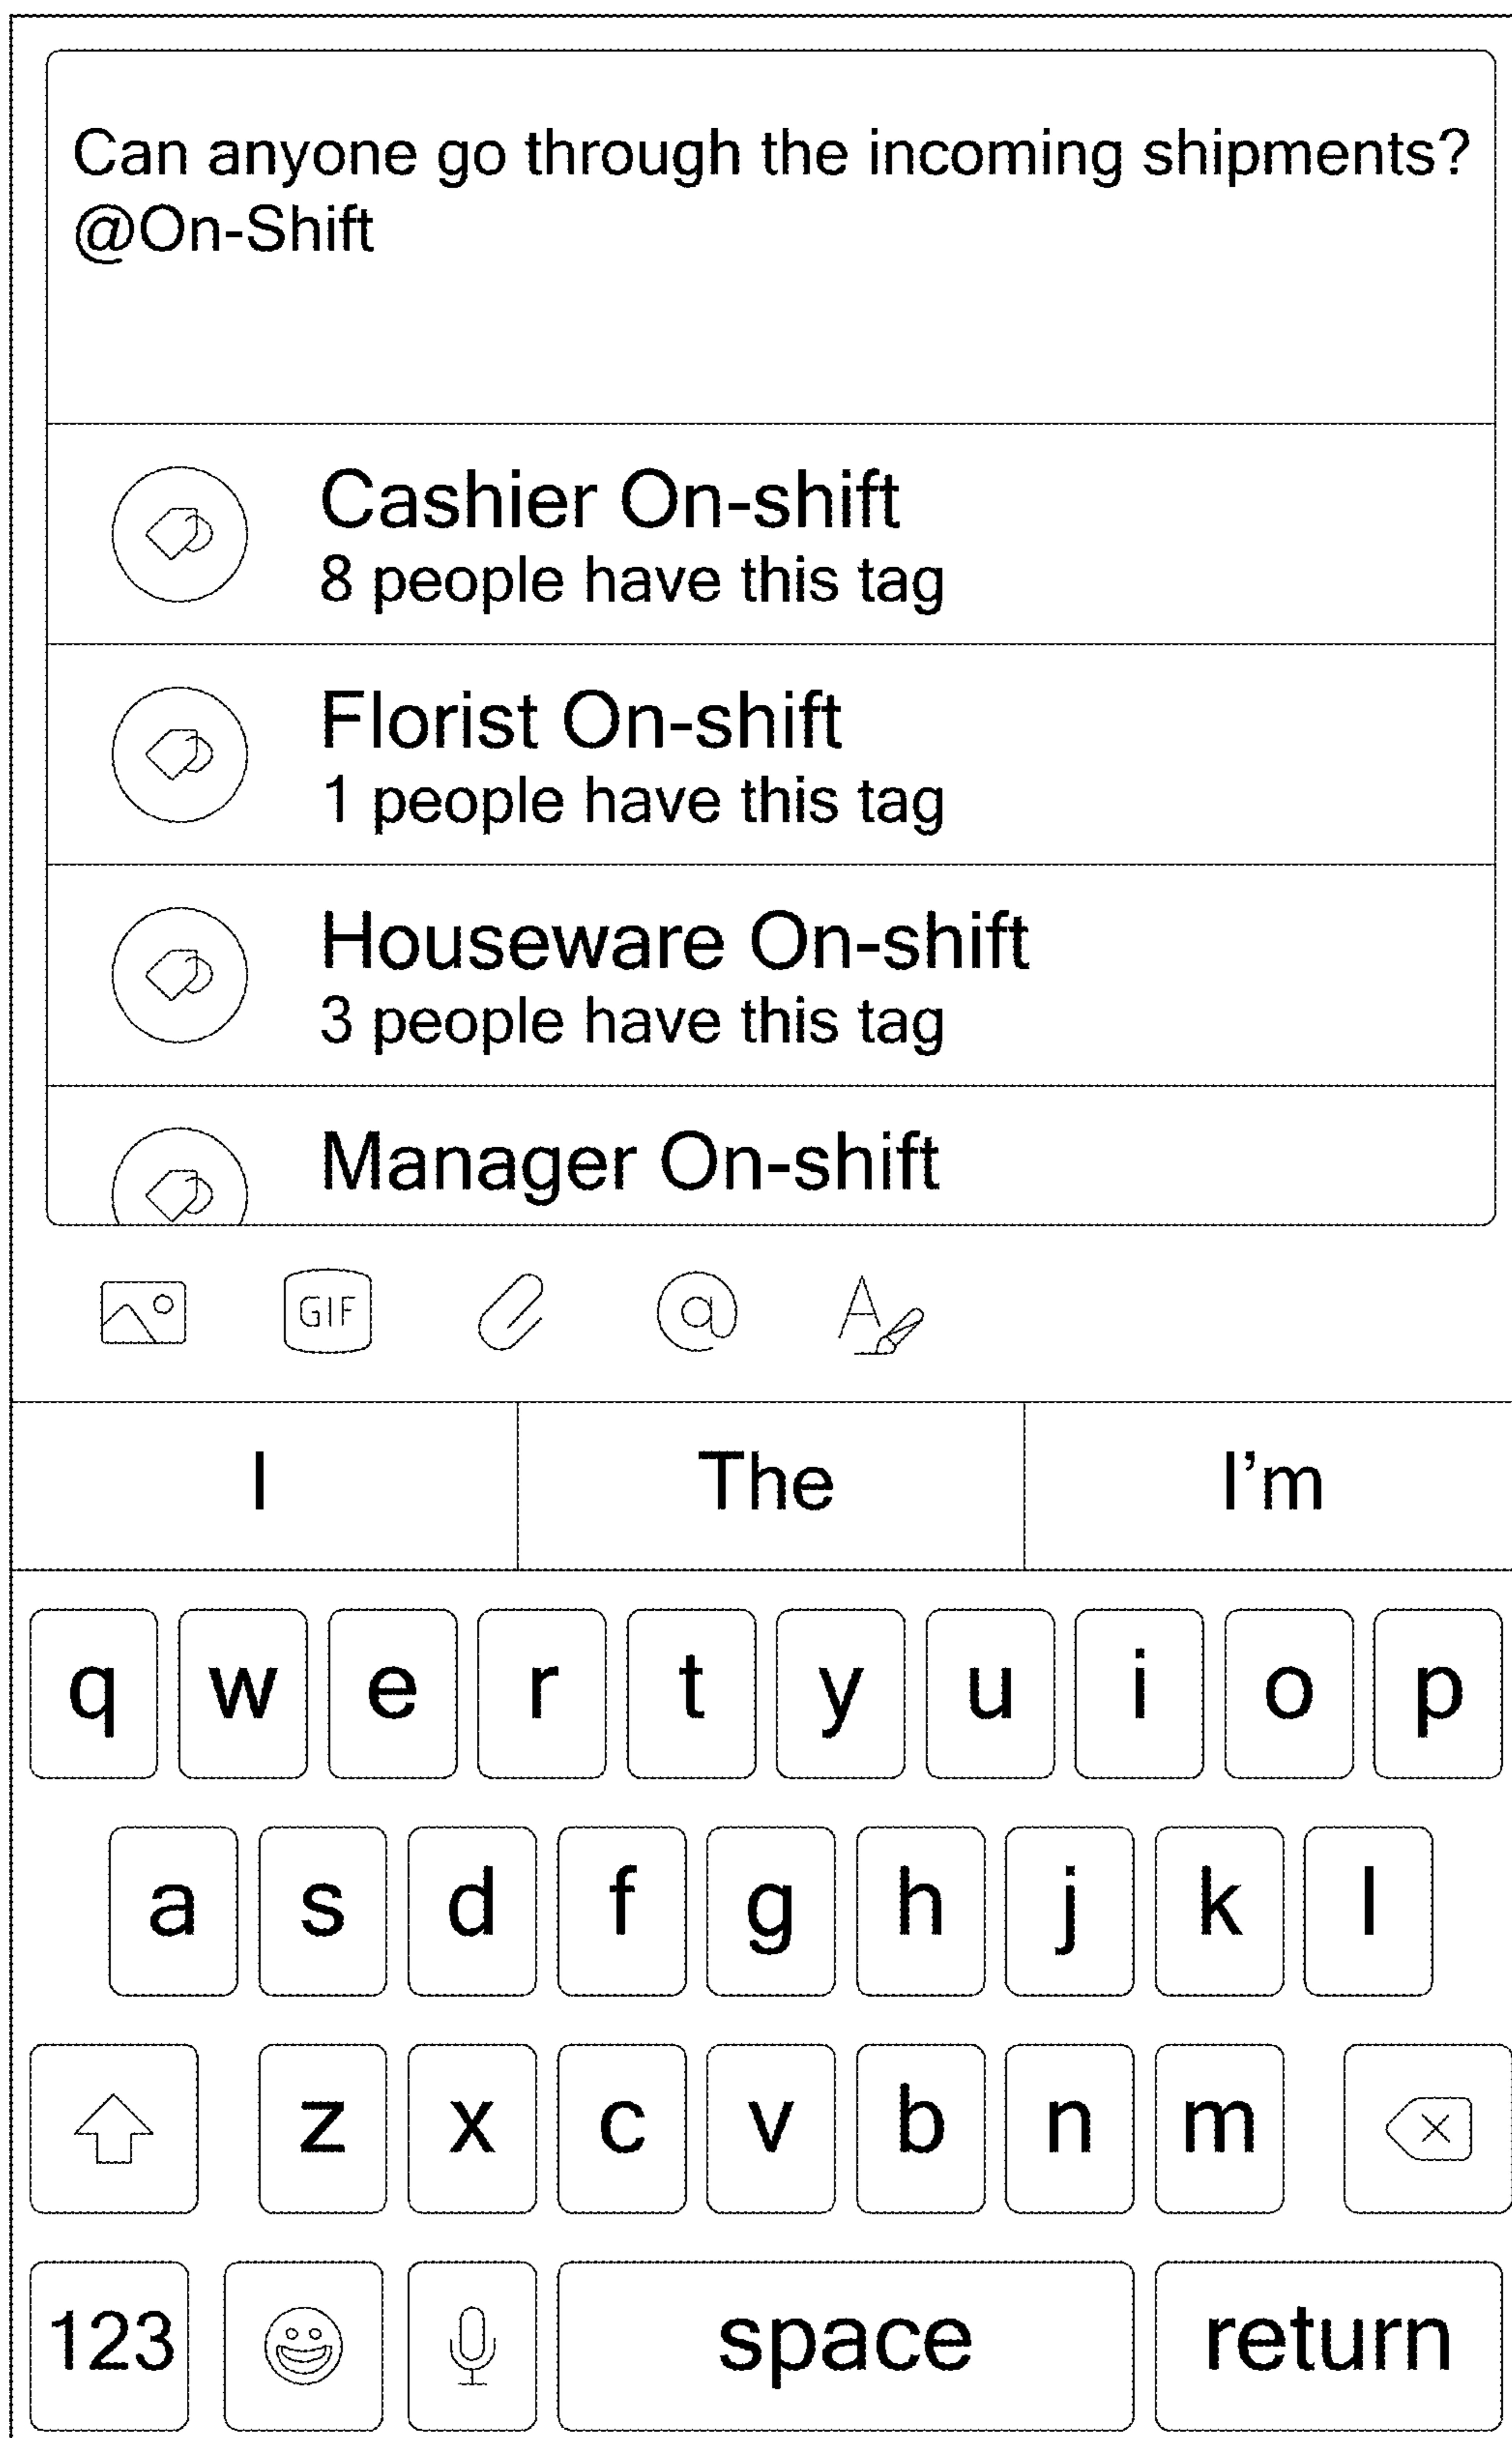 Can anyone go through the incoming shipments?
@On-Shift
Cashier On-shift
8 people have this tag
Florist On-shift
1 people have this tag
Houseware On-shift
3 people have this tag
Manager On-shift
GIF @ A
I The I’m
q w e r t y u i o p
a s d f g h j k l
z x c v b n m
123 space return